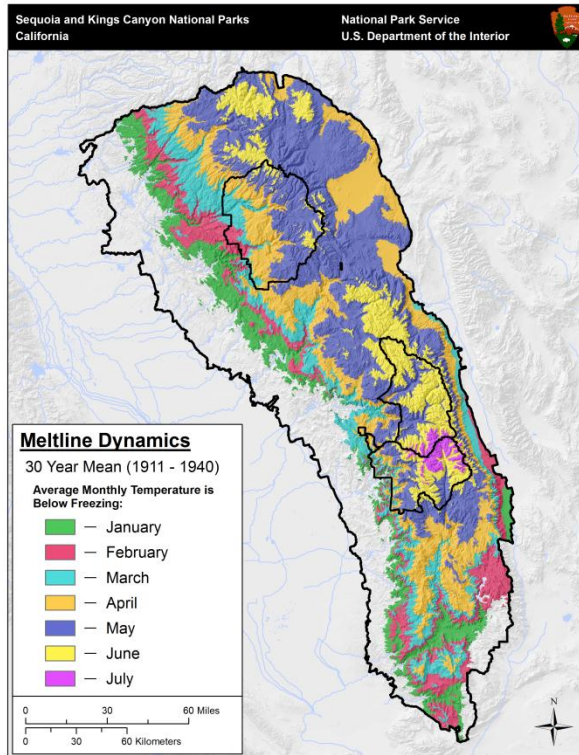 Sequoia and Kings Canyon National Parks
California
National Park Service
U.S. Department of the Interior
Meltline Dynamics
30 Year Mean (1911 - 1940)
Average Monthly Temperature is
Below Freezing:
— January
— February
— March
— April
— May
— June
— July
0 30 60 Miles
0 30 60 Kilometers
N